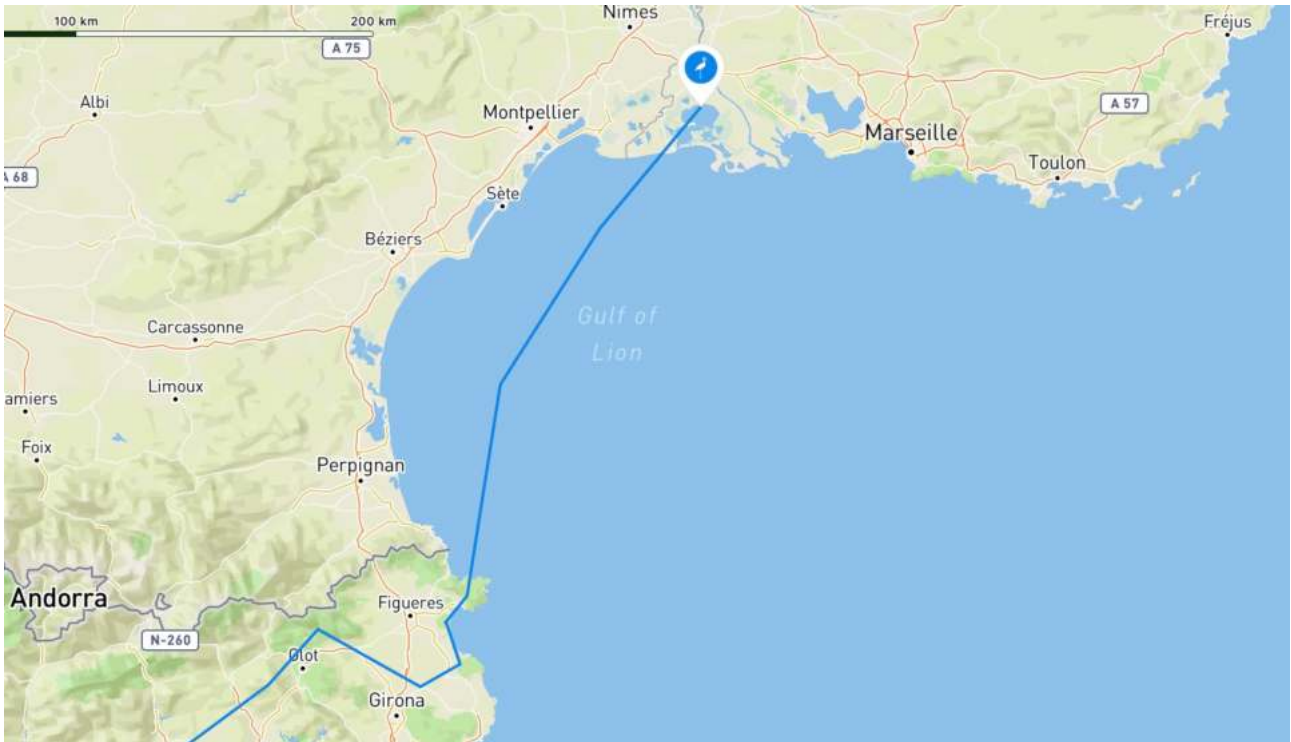 Nimes
Fréjus
100 km
200 km
A 75
Albi
Montpellier
A 57
Marseille
Toulon
A 68
Sète
Béziers
Gulf of
Lion
Carcassonne
Limoux
amiers
Foix
Perpignan
Andorra
Figueres
N-260
Olot
Girona